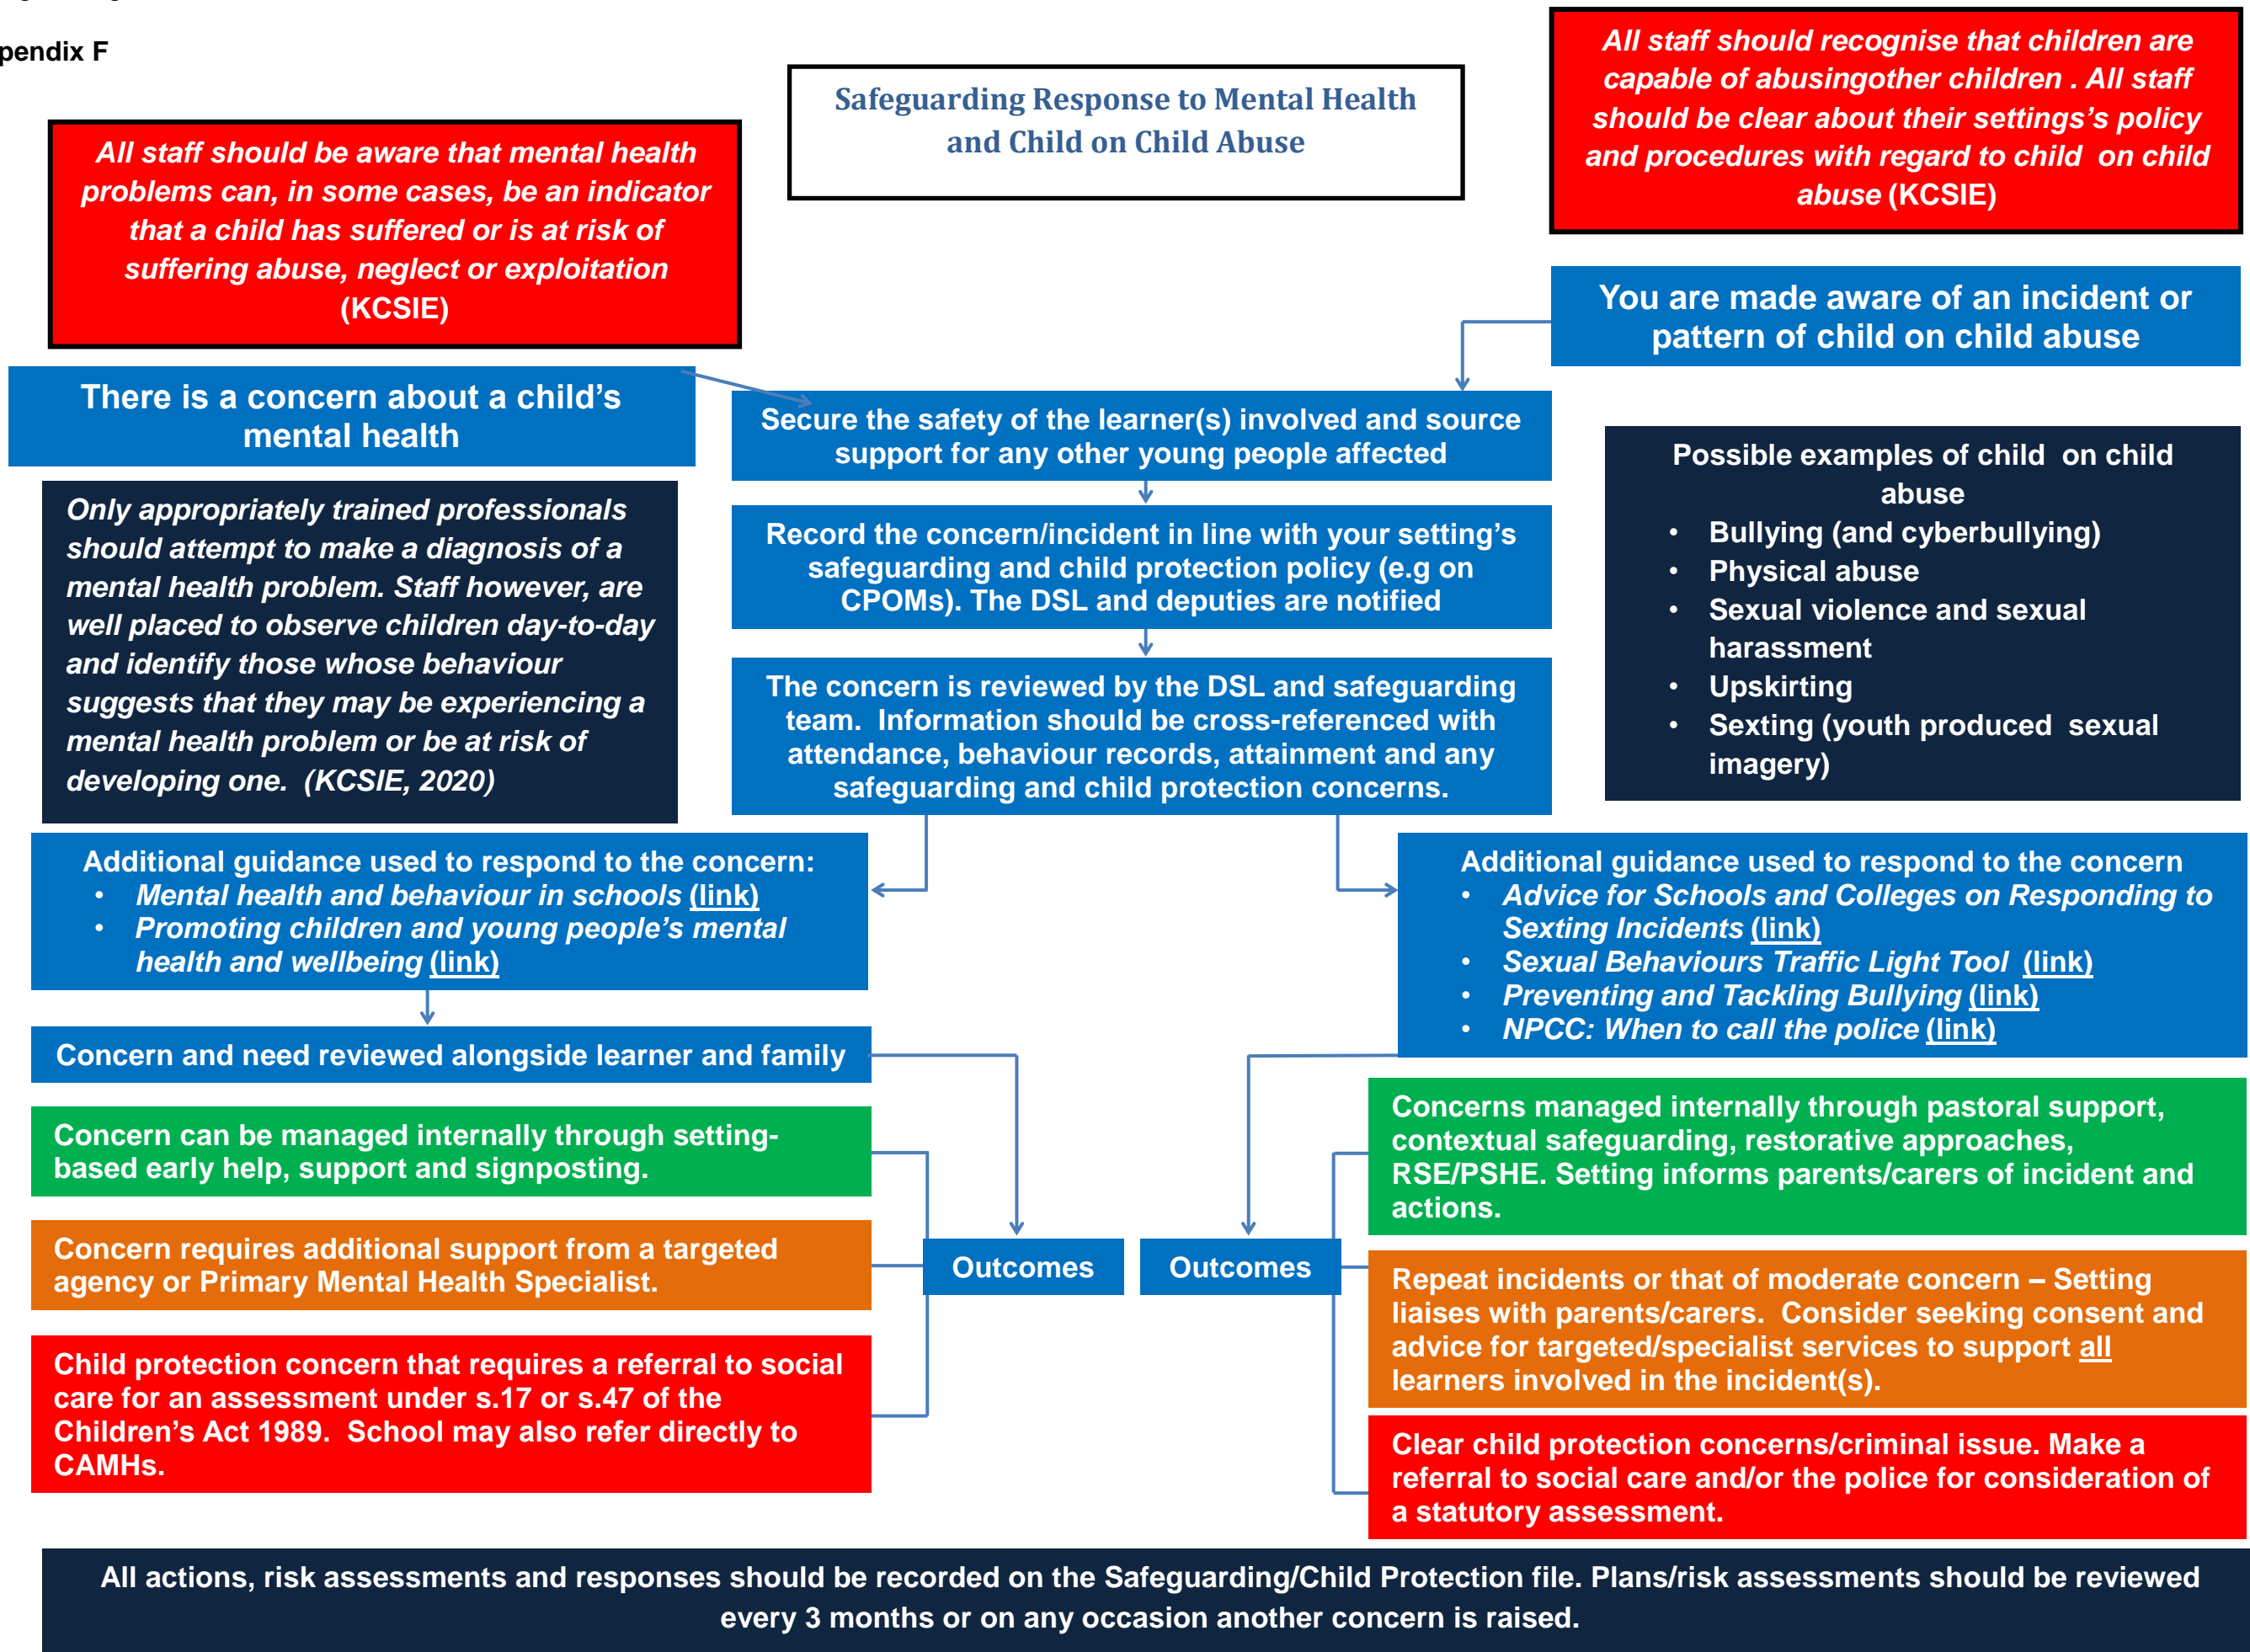 pendix F
Safeguarding Response to Mental Health
and Child on Child Abuse
All staff should recognise that children are
capable of abusingother children . All staff
should be clear about their settings's policy
and procedures with regard to child  on child
abuse (KCSIE)
All staff should be aware that mental health
problems can, in some cases, be an indicator
that a child has suffered or is at risk of
suffering abuse, neglect or exploitation
(KCSIE)
You are made aware of an incident or
pattern of child on child abuse
There is a concern about a child's
mental health
Secure the safety of the learner(s) involved and source
support for any other young people affected
Only appropriately trained professionals
should attempt to make a diagnosis of a
mental health problem. Staff however, are
well placed to observe children day-to-day
and identify those whose behaviour
suggests that they may be experiencing a
mental health problem or be at risk of
developing one.  (KCSIE, 2020)
Record the concern/incident in line with your setting's
safeguarding and child protection policy (e.g on
CPOMs). The DSL and deputies are notified
Possible examples of child  on child
abuse
• Bullying (and cyberbullying)
• Physical abuse
• Sexual violence and sexual
harassment
• Upskirting
• Sexting (youth produced  sexual
imagery)
The concern is reviewed by the DSL and safeguarding
team.  Information should be cross-referenced with
attendance, behaviour records, attainment and any
safeguarding and child protection concerns.
Additional guidance used to respond to the concern:
• Mental health and behaviour in schools (link)
• Promoting children and young people's mental
health and wellbeing (link)
Additional guidance used to respond to the concern
• Advice for Schools and Colleges on Responding to
Sexting Incidents (link)
• Sexual Behaviours Traffic Light Tool  (link)
• Preventing and Tackling Bullying (link)
• NPCC: When to call the police (link)
Concern and need reviewed alongside learner and family
Concern can be managed internally through setting-
based early help, support and signposting.
Concern requires additional support from a targeted
agency or Primary Mental Health Specialist.
Child protection concern that requires a referral to social
care for an assessment under s.17 or s.47 of the
Children's Act 1989.  School may also refer directly to
CAMHs.
Outcomes
Outcomes
Concerns managed internally through pastoral support,
contextual safeguarding, restorative approaches,
RSE/PSHE. Setting informs parents/carers of incident and
actions.
Repeat incidents or that of moderate concern – Setting
liaises with parents/carers.  Consider seeking consent and
advice for targeted/specialist services to support all
learners involved in the incident(s).
Clear child protection concerns/criminal issue. Make a
referral to social care and/or the police for consideration of
a statutory assessment.
All actions, risk assessments and responses should be recorded on the Safeguarding/Child Protection file. Plans/risk assessments should be reviewed
every 3 months or on any occasion another concern is raised.